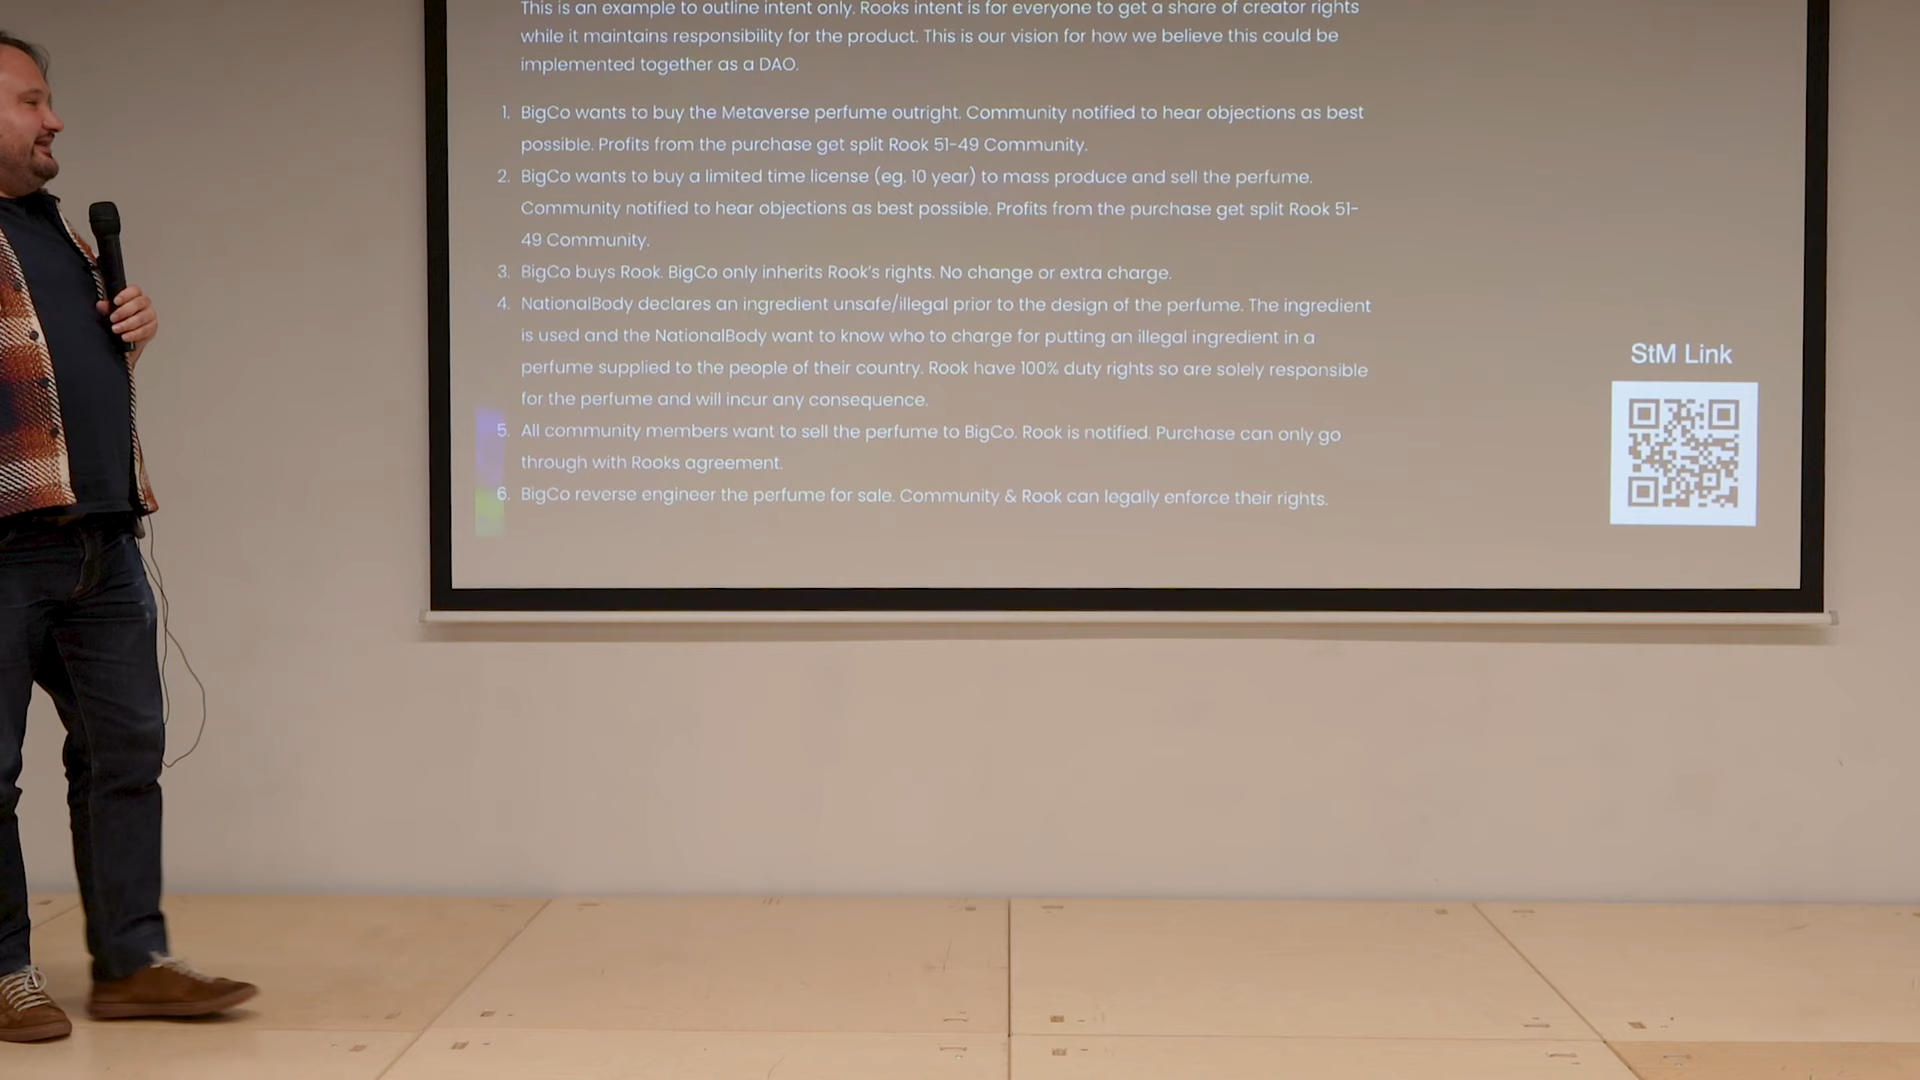 This is an example to outline intent only. Rooks intent is for everyone to get a share of creator rights
while it maintains responsibility for the product. This is our vision for how we believe this could be
implemented together as a DAO.
1. BigCo wants to buy the Metaverse perfume outright. Community notified to hear objections as best
possible. Profits from the purchase get split Rook 51-49 Community.
2. BigCo wants to buy a limited time license (eg. 10 year) to mass produce and sell the perfume.
Community notified to hear objections as best possible. Profits from the purchase get split Rook 51-
49 Community.
3. BigCo buys Rook. BigCo only inherits Rook's rights. No change or extra charge.
4. NationalBody declares an ingredient unsafe/illegal prior to the design of the perfume. The ingredient
is used and the NationalBody want to know who to charge for putting an illegal ingredient in a
perfume supplied to the people of their country. Rook have 100% duty rights so are solely responsible
for the perfume and will incur any consequence.
5. All community members want to sell the perfume to BigCo. Rook is notified. Purchase can only go
through with Rooks agreement.
6. BigCo reverse engineer the perfume for sale. Community & Rook can legally enforce their rights.
StM Link